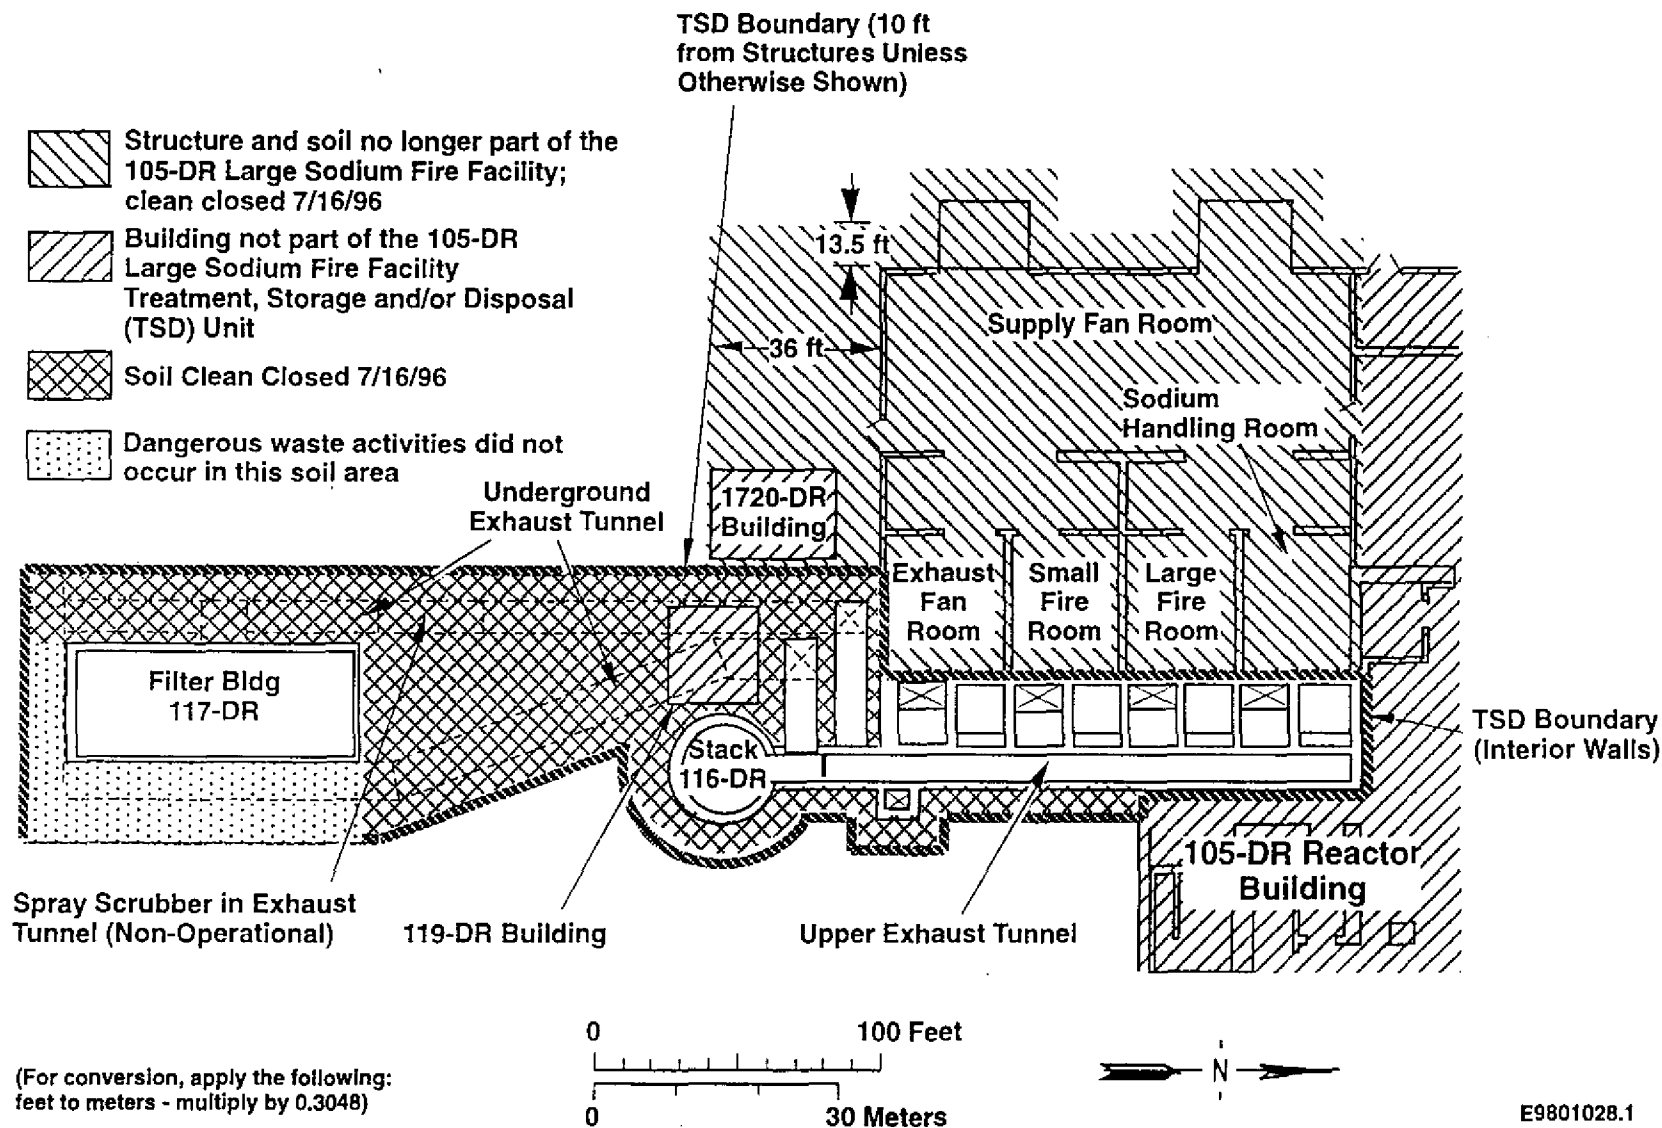 TSD Boundary (10 ft
from Structures Unless
Otherwise Shown)
Structure and soil no longer part of the
105-DR Large Sodium Fire Facility;
clean closed 7/16/96
Building not part of the 105-DR
Large Sodium Fire Facility
Treatment, Storage and/or Disposal
(TSD) Unit
Soil Clean Closed 7/16/96
Dangerous waste activities did not
occur in this soil area
13.5 ft
36 ft
Supply Fan Room
Sodium
Handling Room
Underground
Exhaust Tunnel
1720-DR
Building
Exhaust
Fan
Room
Small
Fire
Room
Large
Fire
Room
Filter Bldg
117-DR
Stack
116-DR
TSD Boundary
(Interior Walls)
105-DR Reactor
Building
Spray Scrubber in Exhaust
Tunnel (Non-Operational)
119-DR Building
Upper Exhaust Tunnel
0
100 Feet
0
30 Meters
N
(For conversion, apply the following:
feet to meters - multiply by 0.3048)
E9801028.1